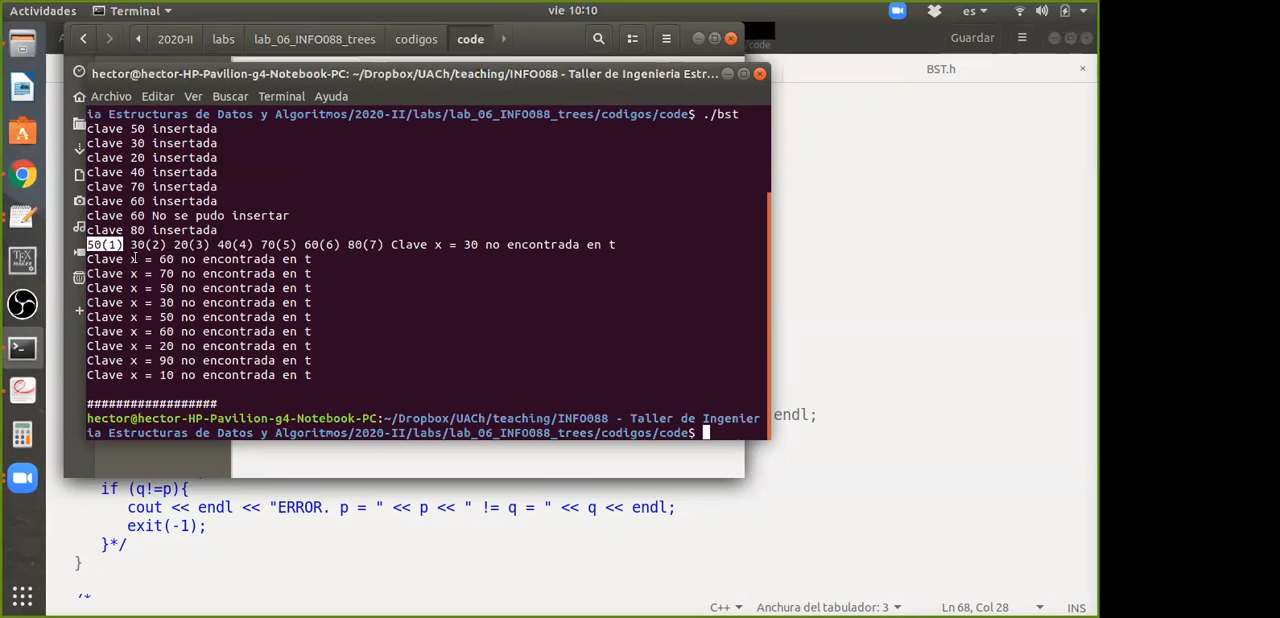 Actividades Terminal vie 10:10 es
2020-II labs lab_06_INFO088_trees codigos code Guardar
/code
hector@hector-HP-Pavilion-g4-Notebook-PC: ~/Dropbox/UACh/teaching/INFO088 - Taller de Ingenieria Estr... BST.h ×
Archivo Editar Ver Buscar Terminal Ayuda
ia Estructuras de Datos y Algoritmos/2020-II/labs/lab_06_INFO088_trees/codigos/code$ ./bst
clave 50 insertada
clave 30 insertada
clave 20 insertada
clave 40 insertada
clave 70 insertada
clave 60 insertada
clave 60 No se pudo insertar
clave 80 insertada
50(1) 30(2) 20(3) 40(4) 70(5) 60(6) 80(7) Clave x = 30 no encontrada en t
Clave x = 60 no encontrada en t
Clave x = 70 no encontrada en t
Clave x = 50 no encontrada en t
Clave x = 30 no encontrada en t
Clave x = 50 no encontrada en t
Clave x = 60 no encontrada en t
Clave x = 20 no encontrada en t
Clave x = 90 no encontrada en t
Clave x = 10 no encontrada en t
##################
hector@hector-HP-Pavilion-g4-Notebook-PC:~/Dropbox/UACh/teaching/INFO088 - Taller de Ingenier
endl;
ia Estructuras de Datos y Algoritmos/2020-II/labs/lab_06_INFO088_trees/codigos/code$
if (q!=p){
cout << endl << "ERROR. p = " << p << " != q = " << q << endl;
exit(-1);
}*/
}
/*
C++ Anchura del tabulador: 3 Ln 68, Col 28 INS